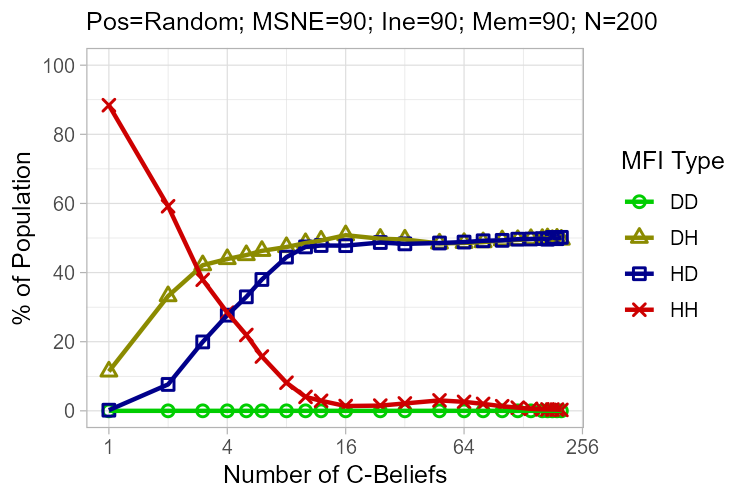 Pos=Random; MSNE=90; Ine=90; Mem=90; N=200
% of Population
100
80
60
40
20
0
1
4
16
64
256
Number of C-Beliefs
MFI Type
DD
DH
HD
HH